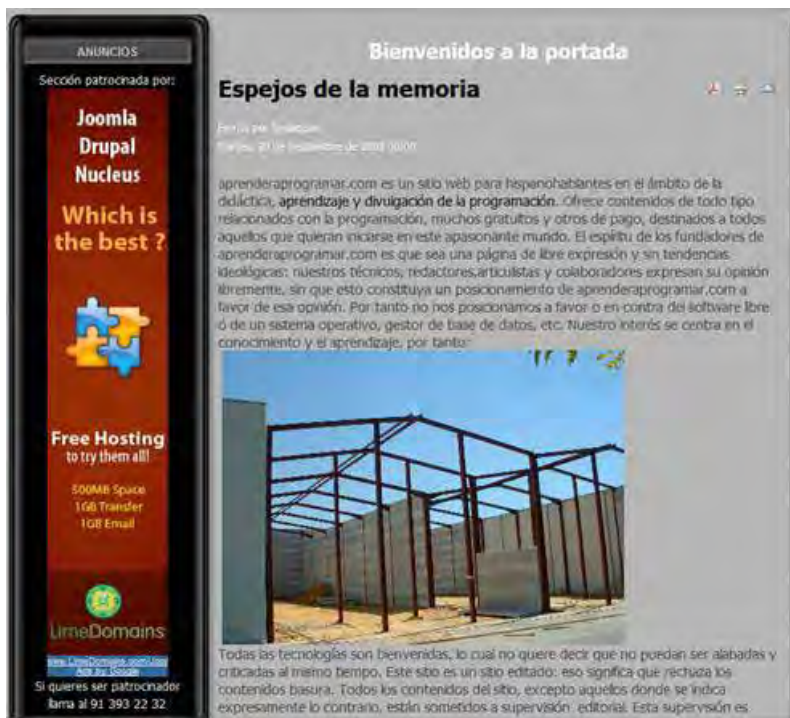 ANUNCIOS
Sección patrocinada por:
Joomla
Drupal
Nucleus
Which is
the best ?
Free Hosting
to try them all!
500MB Space
1GB Transfer
1GB Email
LimeDomains
www.LimeDomains.com/Joo
Ads by Google
Si quieres ser patrocinador
llama al 91 393 22 32
Bienvenidos a la portada
Espejos de la memoria
aprenderaprogramar.com es un sitio web para hispanohablantes en el ámbito de la
didáctica, aprendizaje y divulgación de la programación. Ofrece contenidos de todo tipo
relacionados con la programación, muchos gratuitos y otros de pago, destinados a todos
aquellos que quieran iniciarse en este apasonante mundo. El espíritu de los fundadores de
aprenderaprogramar.com es que sea una página de libre expresión y sin tendencias
ideológicas: nuestros técnicos, redactores,articulistas y colaboradores expresan su opinión
libremente, sin que esto constituya un posicionamiento de aprenderaprogramar.com a
favor de esa opinión. Por tanto no nos posicionamos a favor o en contra del software libre
ó de un sistema operativo, gestor de base de datos, etc. Nuestro interés se centra en el
conocimiento y el aprendizaje, por tanto:
Todas las tecnologías son bienvenidas, lo cual no quiere decir que no puedan ser alabadas y
criticadas al mismo tiempo. Este sitio es un sitio editado: eso significa que rechaza los
contenidos basura. Todos los contenidos del sitio, excepto aquellos donde se indica
expresamente lo contrario, están sometidos a supervisión editorial. Esta supervisión es